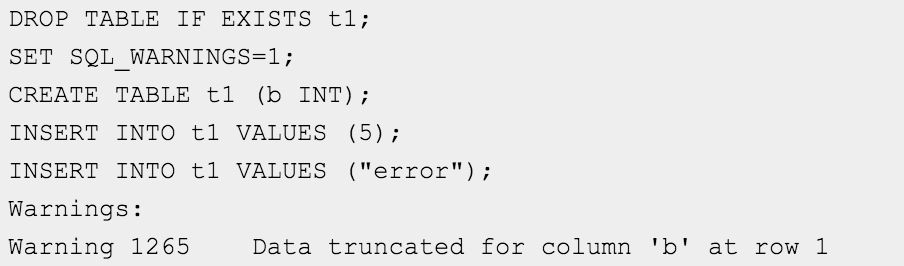 DROP TABLE IF EXISTS t1;
SET SQL_WARNINGS=1;
CREATE TABLE t1 (b INT);
INSERT INTO t1 VALUES (5);
INSERT INTO t1 VALUES ("error");
Warnings:
Warning 1265    Data truncated for column 'b' at row 1